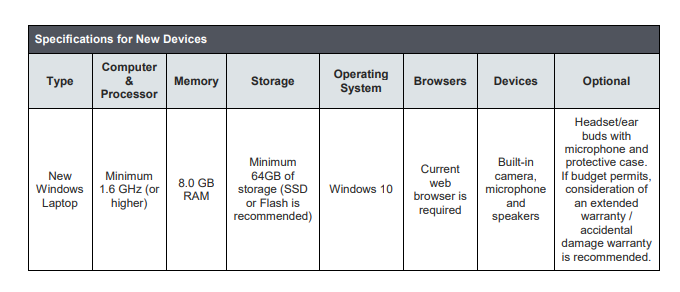 Specifications for New Devices
Type
Computer
&
Processor
Memory
Storage
Operating
System
Browsers
Devices
Optional
New
Windows
Laptop
Minimum
1.6 GHz (or
higher)
8.0 GB
RAM
Minimum
64GB of
storage (SSD
or Flash is
recommended)
Windows 10
Current
web
browser is
required
Built-in
camera,
microphone
and
speakers
Headset/ear
buds with
microphone and
protective case.
If budget permits,
consideration of
an extended
warranty /
accidental
damage warranty
is recommended.